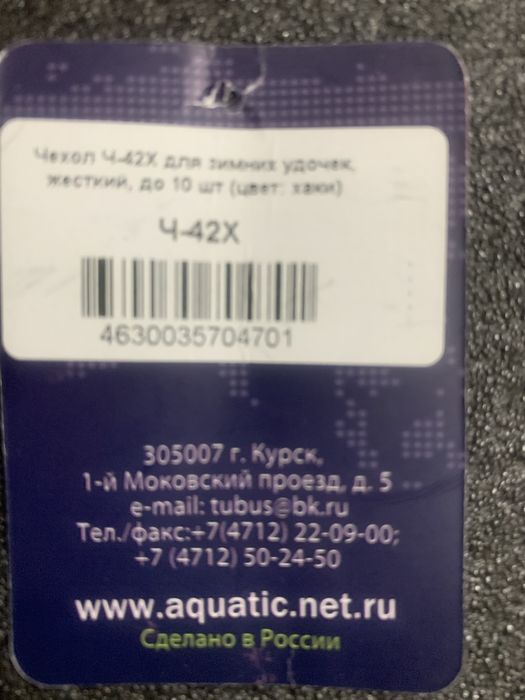 Чехол Ч-42Х для зимних удочек,
жесткий, до 10 шт (цвет: хаки)
Ч-42Х
4630035704701
305007 г. Курск,
1-й Моковский проезд, д. 5
e-mail: tubus@bk.ru
Тел./факс:+7(4712) 22-09-00;
+7 (4712) 50-24-50
www.aquatic.net.ru
Сделано в России